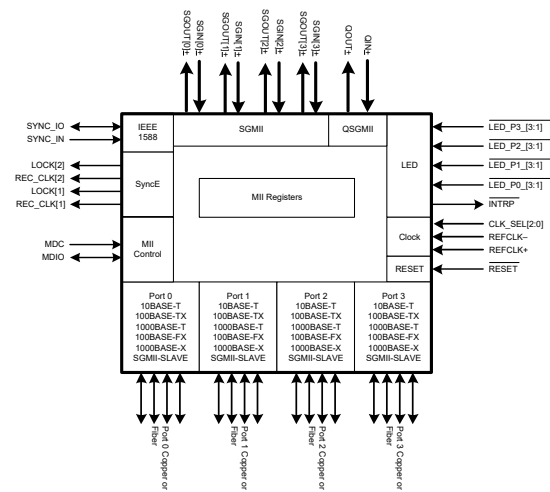 SGOUT[0]±
SGIN[0]±
SGOUT[1]±
SGIN[1]±
SGOUT[2]±
SGIN[2]±
SGOUT[3]±
SGIN[3]±
QOUT±
QIN±
SYNC_IO
SYNC_IN
LOCK[2]
REC_CLK[2]
LOCK[1]
REC_CLK[1]
MDC
MDIO
IEEE
1588
SGMII
QSGMII
SyncE
MII Registers
LED
MII
Control
Clock
RESET
LED_P3_[3:1]
LED_P2_[3:1]
LED_P1_[3:1]
LED_P0_[3:1]
INTRP
CLK_SEL[2:0]
REFCLK–
REFCLK+
RESET
Port 0
10BASE-T
100BASE-TX
1000BASE-T
100BASE-FX
1000BASE-X
SGMII-SLAVE
Port 1
10BASE-T
100BASE-TX
1000BASE-T
100BASE-FX
1000BASE-X
SGMII-SLAVE
Port 2
10BASE-T
100BASE-TX
1000BASE-T
100BASE-FX
1000BASE-X
SGMII-SLAVE
Port 3
10BASE-T
100BASE-TX
1000BASE-T
100BASE-FX
1000BASE-X
SGMII-SLAVE
Port 0 Copper or
Fiber
Port 1 Copper or
Fiber
Port 2 Copper or
Fiber
Port 3 Copper or
Fiber